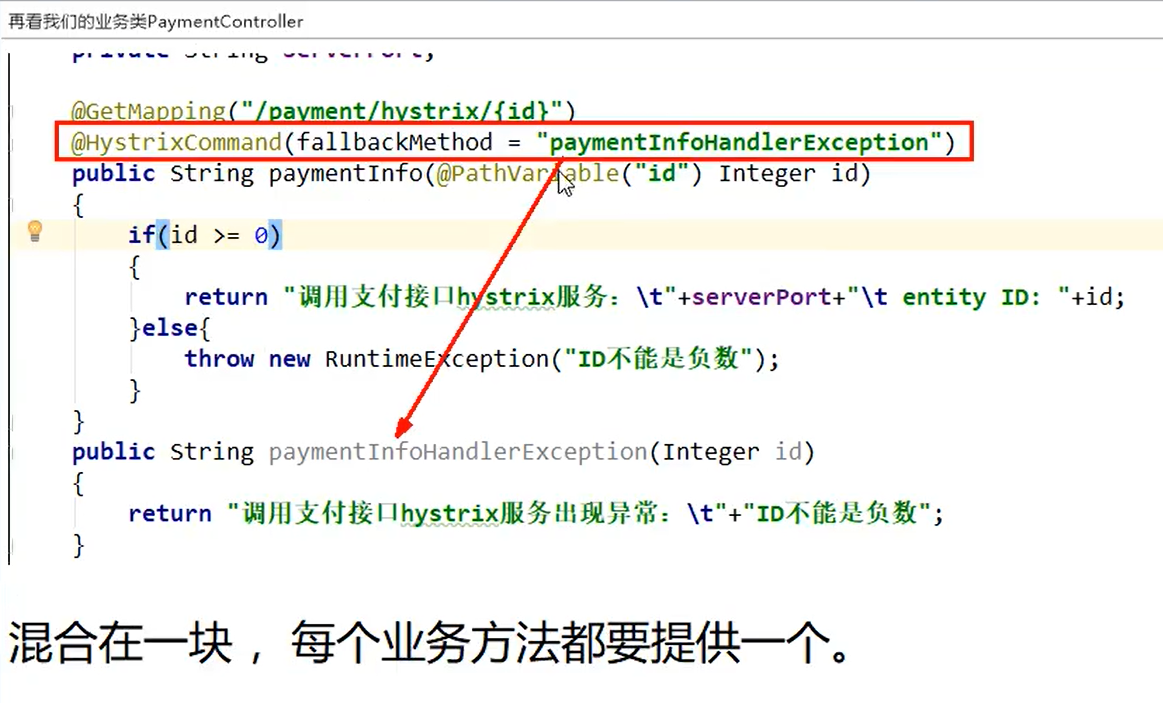 再看我们的业务类PaymentController
private String serverPort;
@GetMapping("/payment/hystrix/{id}")
@HystrixCommand(fallbackMethod = "paymentInfoHandlerException")
public String paymentInfo(@PathVariable("id") Integer id)
{
if(id >= 0)
{
return "调用支付接口hystrix服务：\t"+serverPort+"\t entity ID: "+id;
}else{
throw new RuntimeException("ID不能是负数");
}
}
public String paymentInfoHandlerException(Integer id)
{
return "调用支付接口hystrix服务出现异常：\t"+"ID不能是负数";
}
混合在一块，每个业务方法都要提供一个。